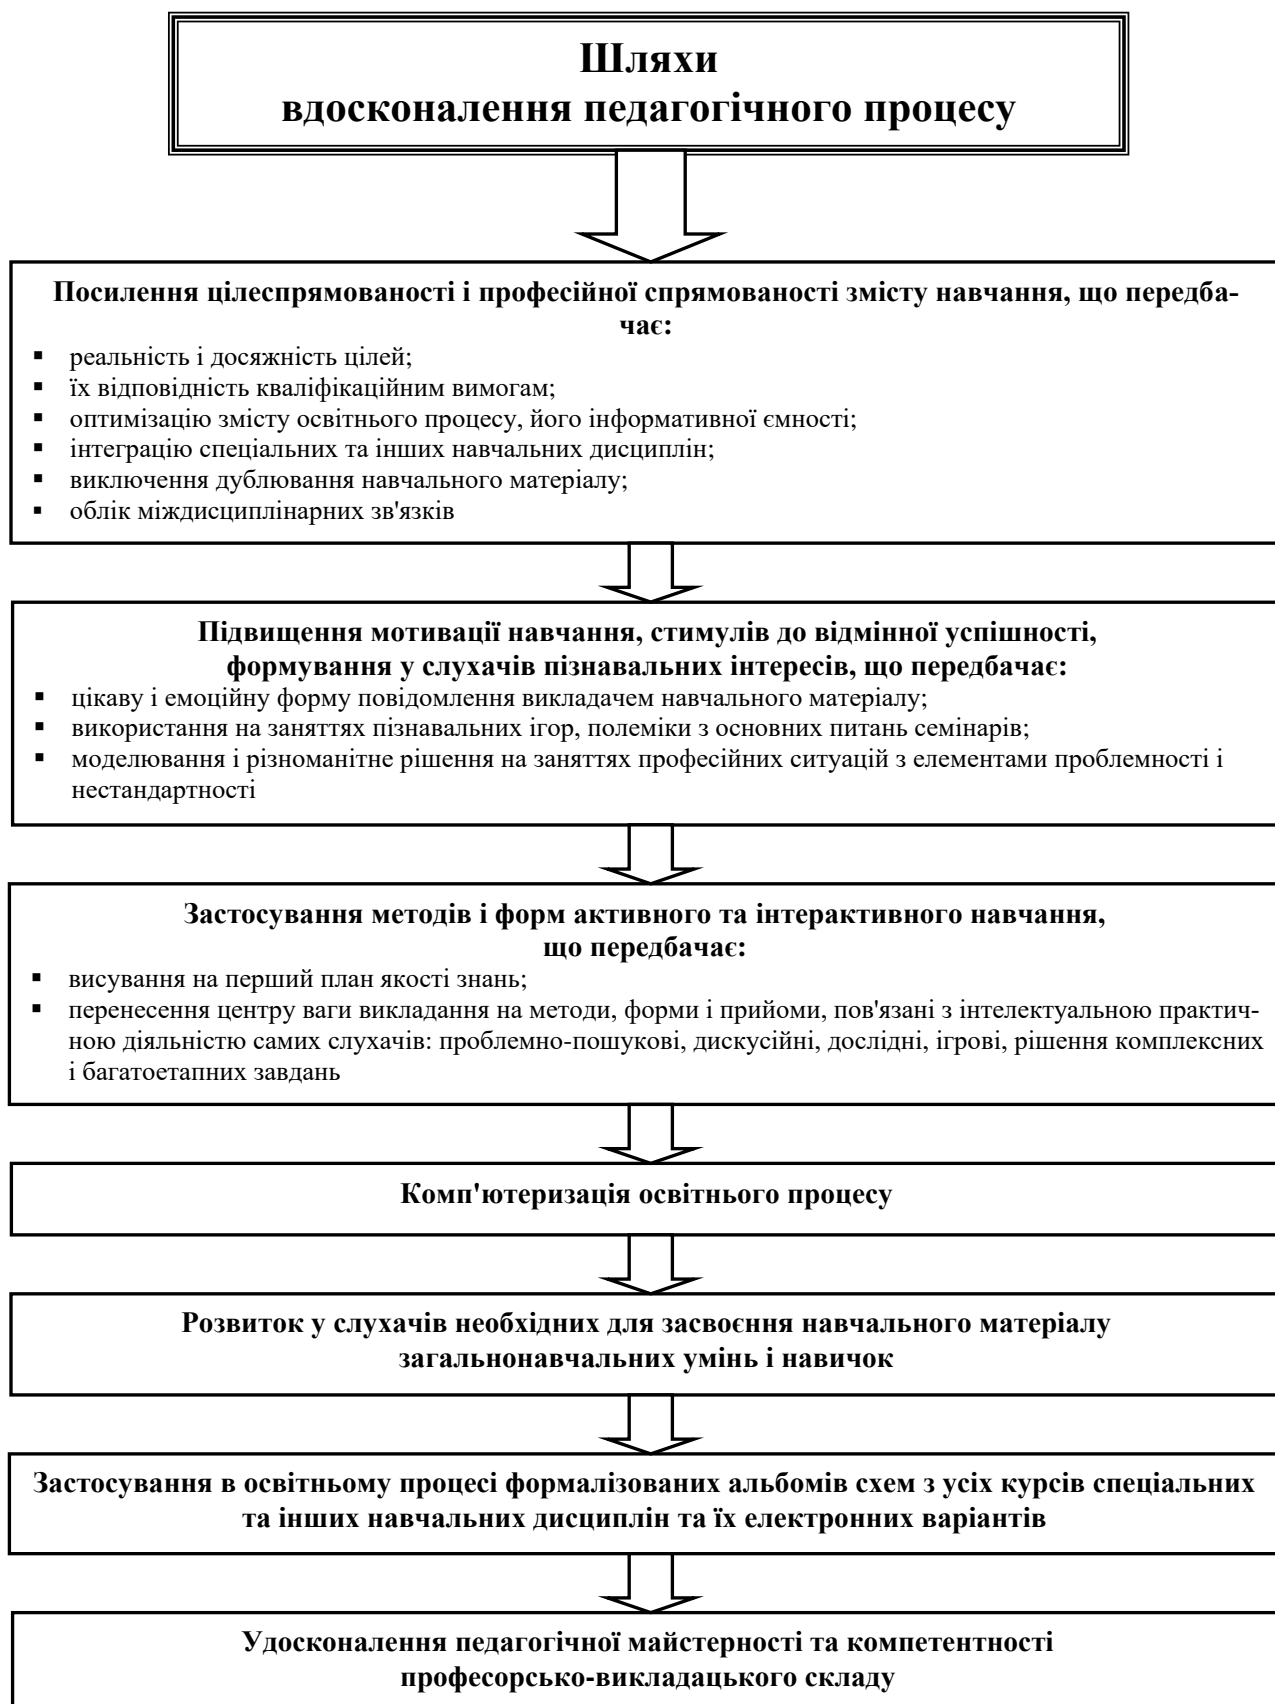 Шляхи
вдосконалення педагогічного процесу
Посилення цілеспрямованості і професійної спрямованості змісту навчання, що передба-
чає:
▪ реальність і досяжність цілей;
▪ їх відповідність кваліфікаційним вимогам;
▪ оптимізацію змісту освітнього процесу, його інформативної ємності;
▪ інтеграцію спеціальних та інших навчальних дисциплін;
▪ виключення дублювання навчального матеріалу;
▪ облік міждисциплінарних зв'язків
Підвищення мотивації навчання, стимулів до відмінної успішності,
формування у слухачів пізнавальних інтересів, що передбачає:
▪ цікаву і емоційну форму повідомлення викладачем навчального матеріалу;
▪ використання на заняттях пізнавальних ігор, полеміки з основних питань семінарів;
▪ моделювання і різноманітне рішення на заняттях професійних ситуацій з елементами проблемності і
нестандартності
Застосування методів і форм активного та інтерактивного навчання,
що передбачає:
▪ висування на перший план якості знань;
▪ перенесення центру ваги викладання на методи, форми і прийоми, пов'язані з інтелектуальною практич-
ною діяльністю самих слухачів: проблемно-пошукові, дискусійні, дослідні, ігрові, рішення комплексних
і багатоетапних завдань
Комп'ютеризація освітнього процесу
Розвиток у слухачів необхідних для засвоєння навчального матеріалу
загальнонавчальних умінь і навичок
Застосування в освітньому процесі формалізованих альбомів схем з усіх курсів спеціальних
та інших навчальних дисциплін та їх електронних варіантів
Удосконалення педагогічної майстерності та компетентності
професорсько-викладацького складу